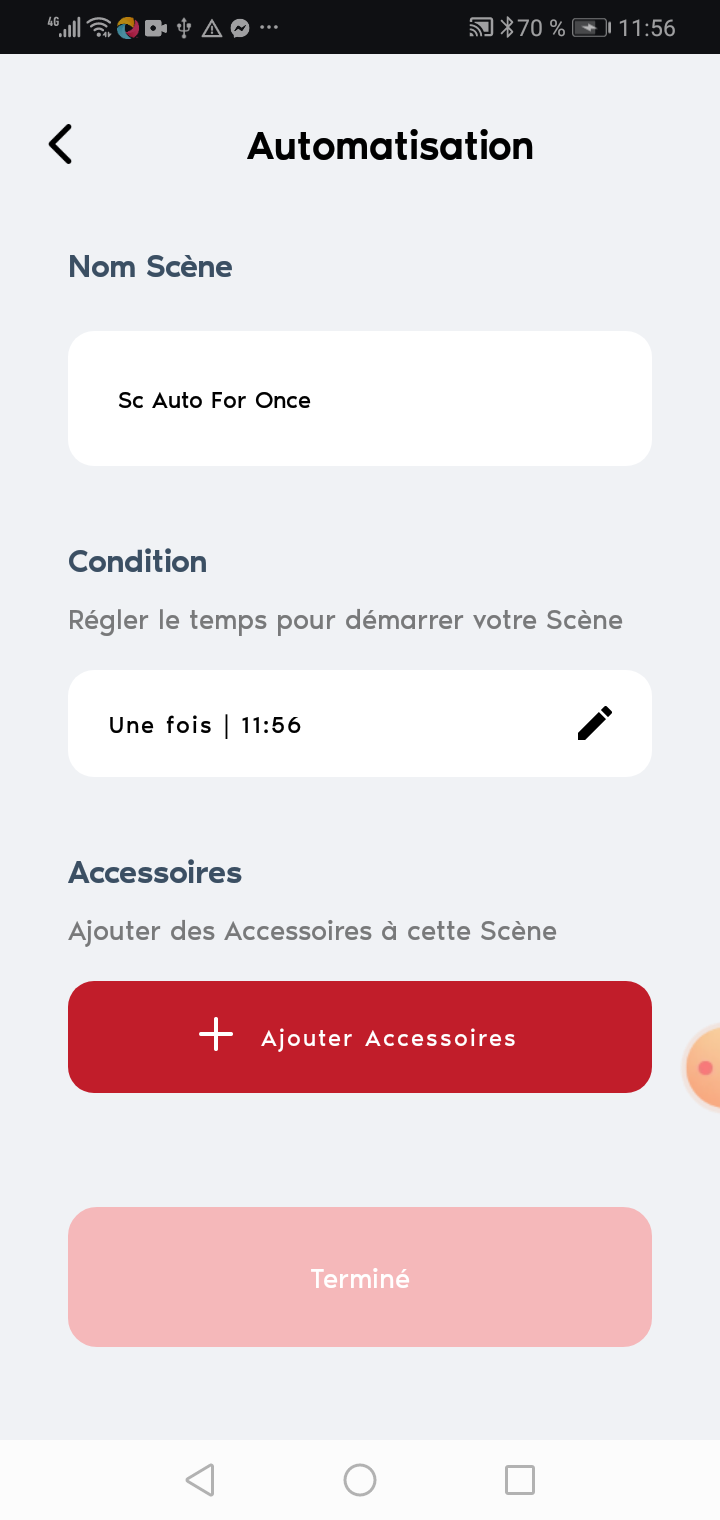 4G 70 % 11:56
Automatisation
Nom Scène
Sc Auto For Once
Condition
Régler le temps pour démarrer votre Scène
Une fois | 11:56
Accessoires
Ajouter des Accessoires à cette Scène
Ajouter Accessoires
Terminé